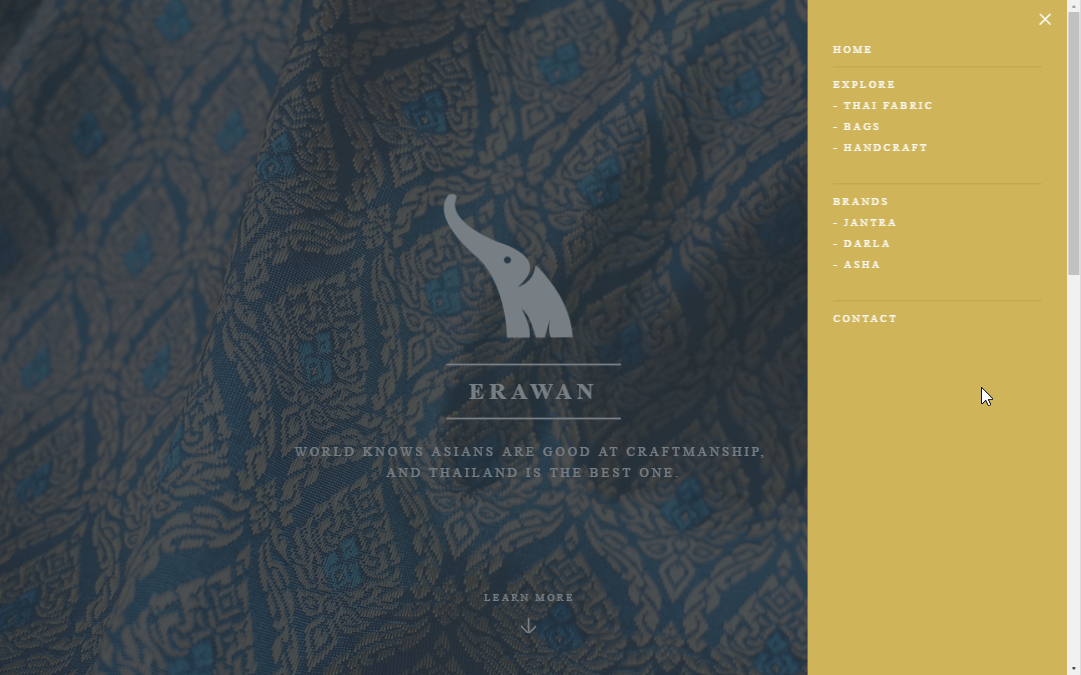 HOME
EXPLORE
- THAI FABRIC
- BAGS
- HANDCRAFT
BRANDS
- JANTRA
- DARLA
- ASHA
CONTACT
ERAWAN
WORLD KNOWS ASIANS ARE GOOD AT CRAFTMANSHIP,
AND THAILAND IS THE BEST ONE.
LEARN MORE